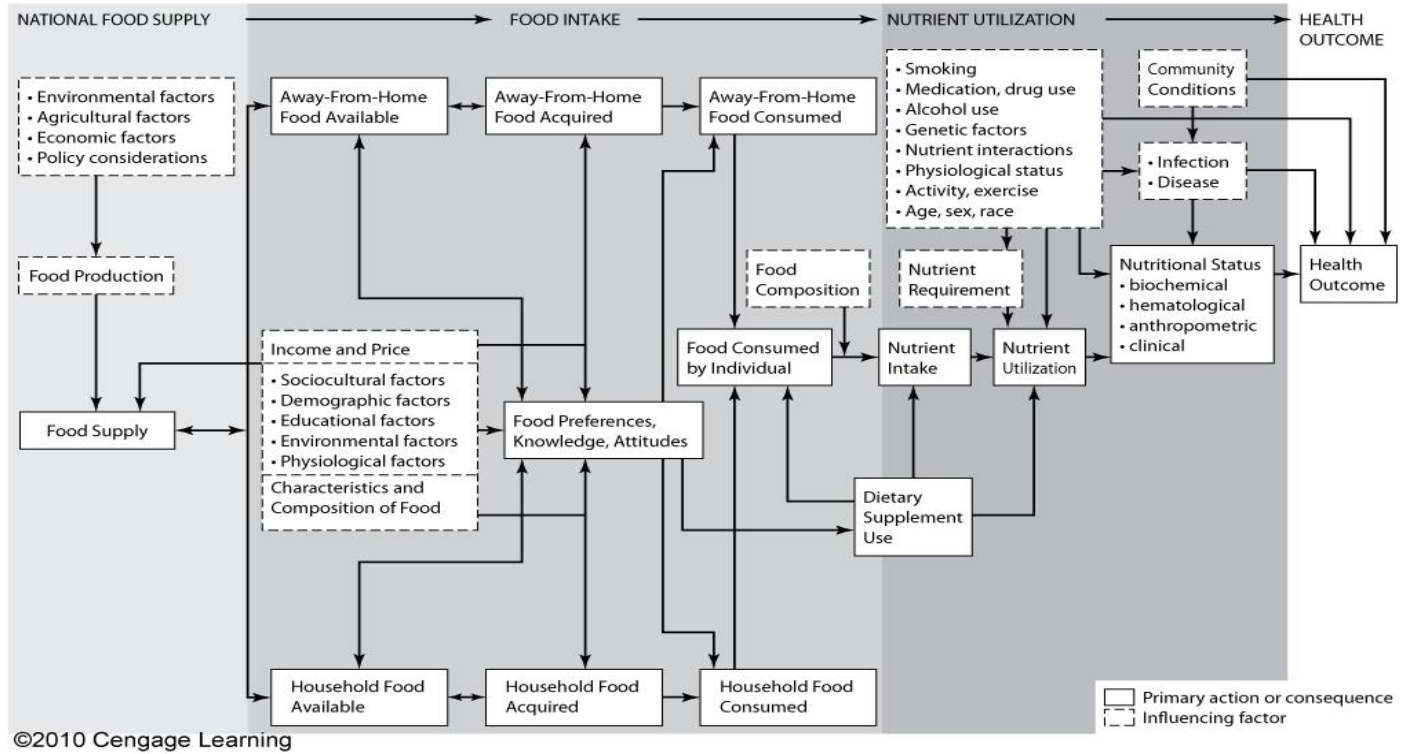 NATIONAL FOOD SUPPLY
FOOD INTAKE
NUTRIENT UTILIZATION
HEALTH
OUTCOME
• Environmental factors
• Agricultural factors
• Economic factors
• Policy considerations
Food Production
Food Supply
Away-From-Home
Food Available
Away-From-Home
Food Acquired
Away-From-Home
Food Consumed
Income and Price
• Sociocultural factors
• Demographic factors
• Educational factors
• Environmental factors
• Physiological factors
Characteristics and
Composition of Food
Food Preferences,
Knowledge, Attitudes
Household Food
Available
Household Food
Acquired
Household Food
Consumed
Food
Composition
Food Consumed
by Individual
• Smoking
• Medication, drug use
• Alcohol use
• Genetic factors
• Nutrient interactions
• Physiological status
• Activity, exercise
• Age, sex, race
Nutrient
Requirement
Nutrient
Intake
Nutrient
Utilization
Dietary
Supplement
Use
Community
Conditions
• Infection
• Disease
Nutritional Status
• biochemical
• hematological
• anthropometric
• clinical
Health
Outcome
Primary action or consequence
Influencing factor
©2010 Cengage Learning